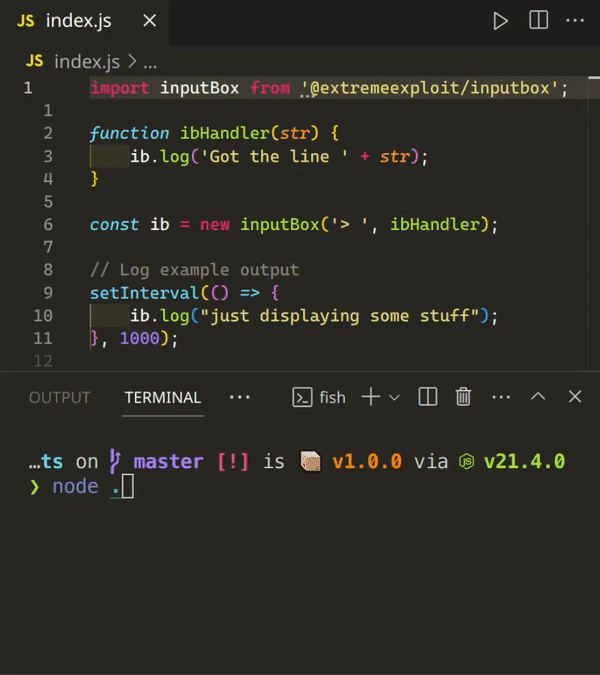 JS index.js
JS index.js > ...
1 import inputBox from '@extremeexploit/inputbox';
1
2 function ibHandler(str) {
3 ib.log('Got the line ' + str);
4 }
5
6 const ib = new inputBox('> ', ibHandler);
7
8 // Log example output
9 setInterval(() => {
10 ib.log("just displaying some stuff");
11 }, 1000);
12
OUTPUT TERMINAL ... fish
…ts on master [!] is v1.0.0 via v21.4.0
❯ node .